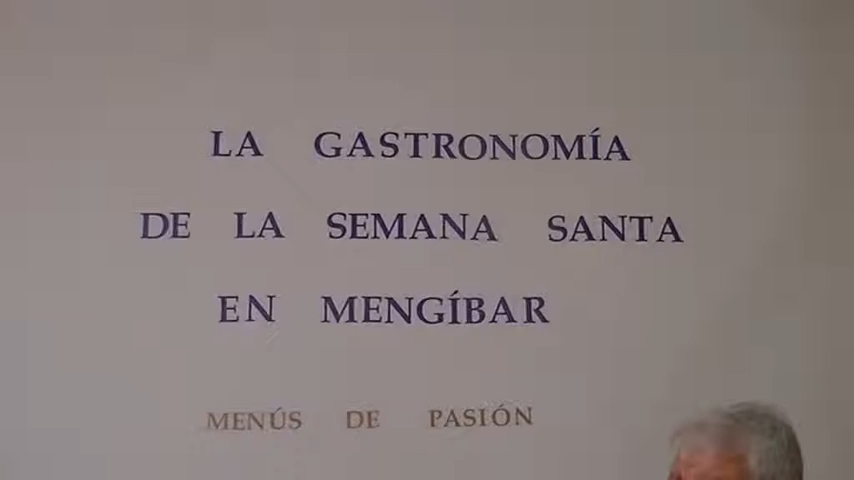 LA GASTRONOMÍA
DE LA SEMANA SANTA
EN MENGÍBAR
MENÚS DE PASIÓN